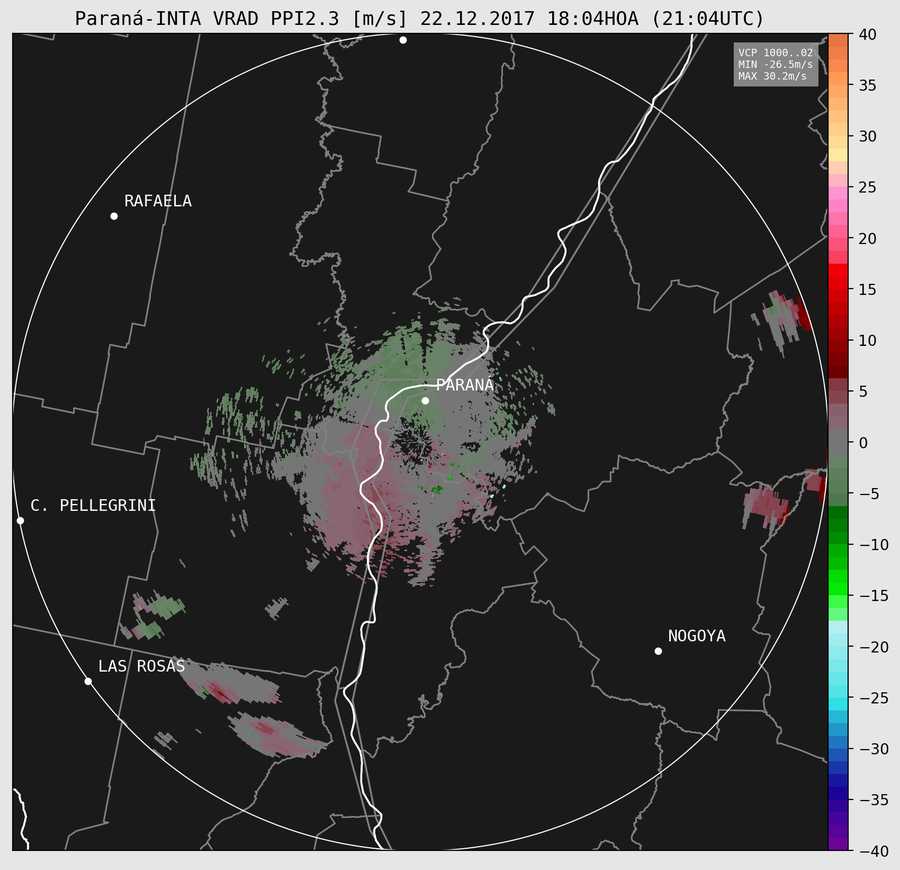 Paraná-INTA VRAD PPI2.3 [m/s] 22.12.2017 18:04HOA (21:04UTC)
VCP 1000..02
MIN -26.5m/s
MAX 30.2m/s
RAFAELA
PARANA
C. PELLEGRINI
NOGOYA
LAS ROSAS
40
35
30
25
20
15
10
5
0
−5
−10
−15
−20
−25
−30
−35
−40